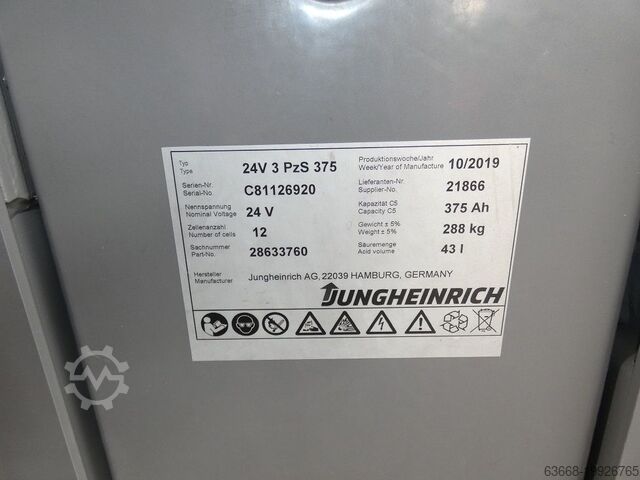 Typ
Type
24V 3 PzS 375
Produktionswoche/Jahr
Week/Year of Manufacture
10/2019
Serien-Nr.
Serial-No.
C81126920
Lieferanten-Nr.
Supplier-No.
21866
Nennspannung
Nominal Voltage
24 V
Kapazität C5
Capacity C5
375 Ah
Zellenanzahl
Number of cells
12
Gewicht ± 5%
Weight ± 5%
288 kg
Sachnummer
Part-No.
28633760
Säuremenge
Acid volume
43 l
Hersteller
Manufacturer
Jungheinrich AG, 22039 HAMBURG, GERMANY
JUNGHEINRICH
Pb
63668-19926765